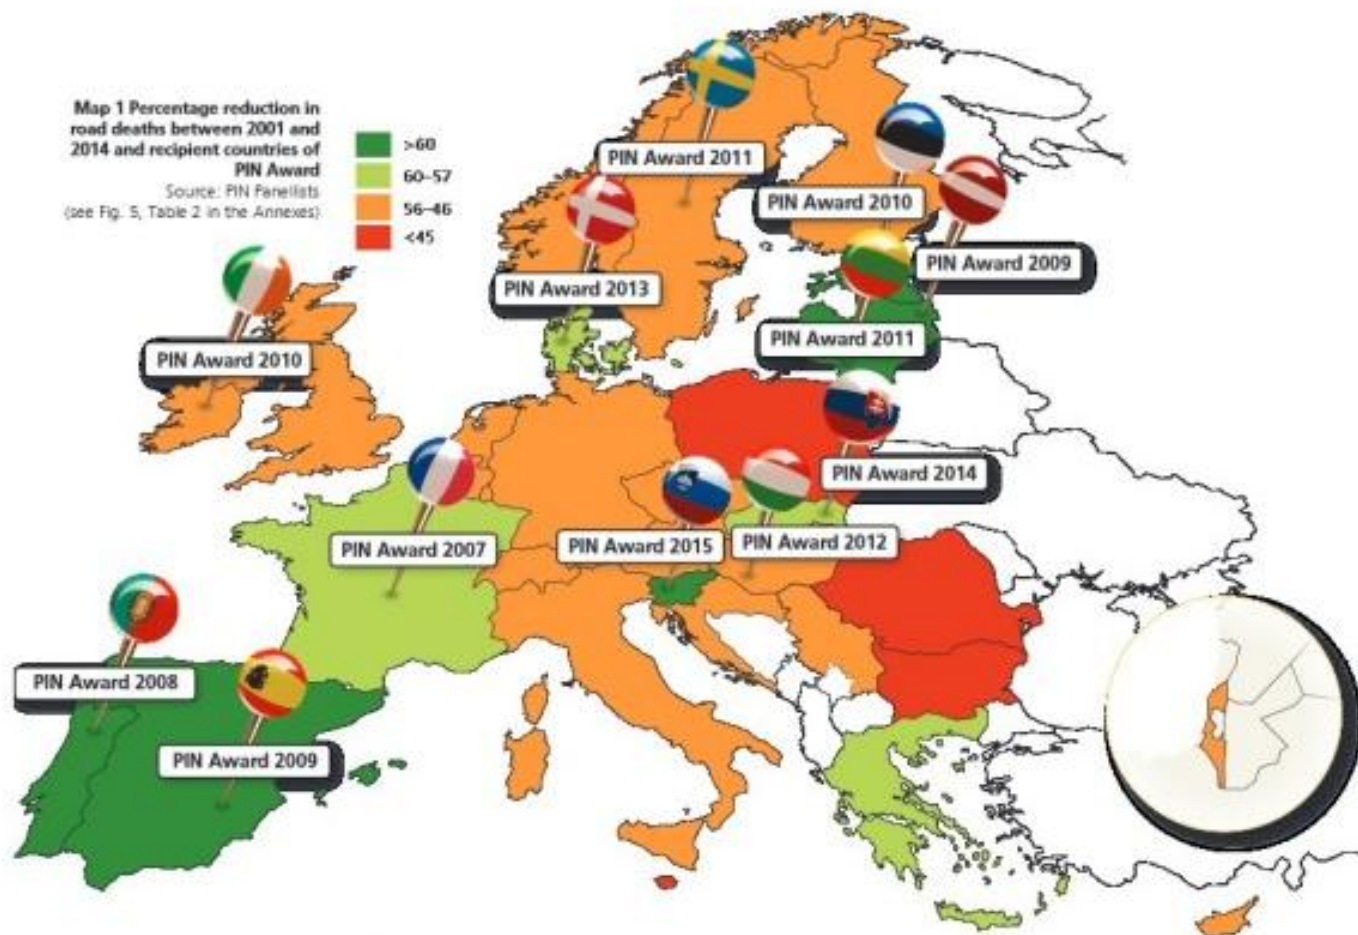 Map 1 Percentage reduction in
road deaths between 2001 and
2014 and recipient countries of
PIN Award
Source: PIN Panellists
(see Fig. 5, Table 2 in the Annexes)
>60
60–57
56–46
<45
PIN Award 2011
PIN Award 2010
PIN Award 2009
PIN Award 2013
PIN Award 2011
PIN Award 2010
PIN Award 2014
PIN Award 2007
PIN Award 2015
PIN Award 2012
PIN Award 2008
PIN Award 2009